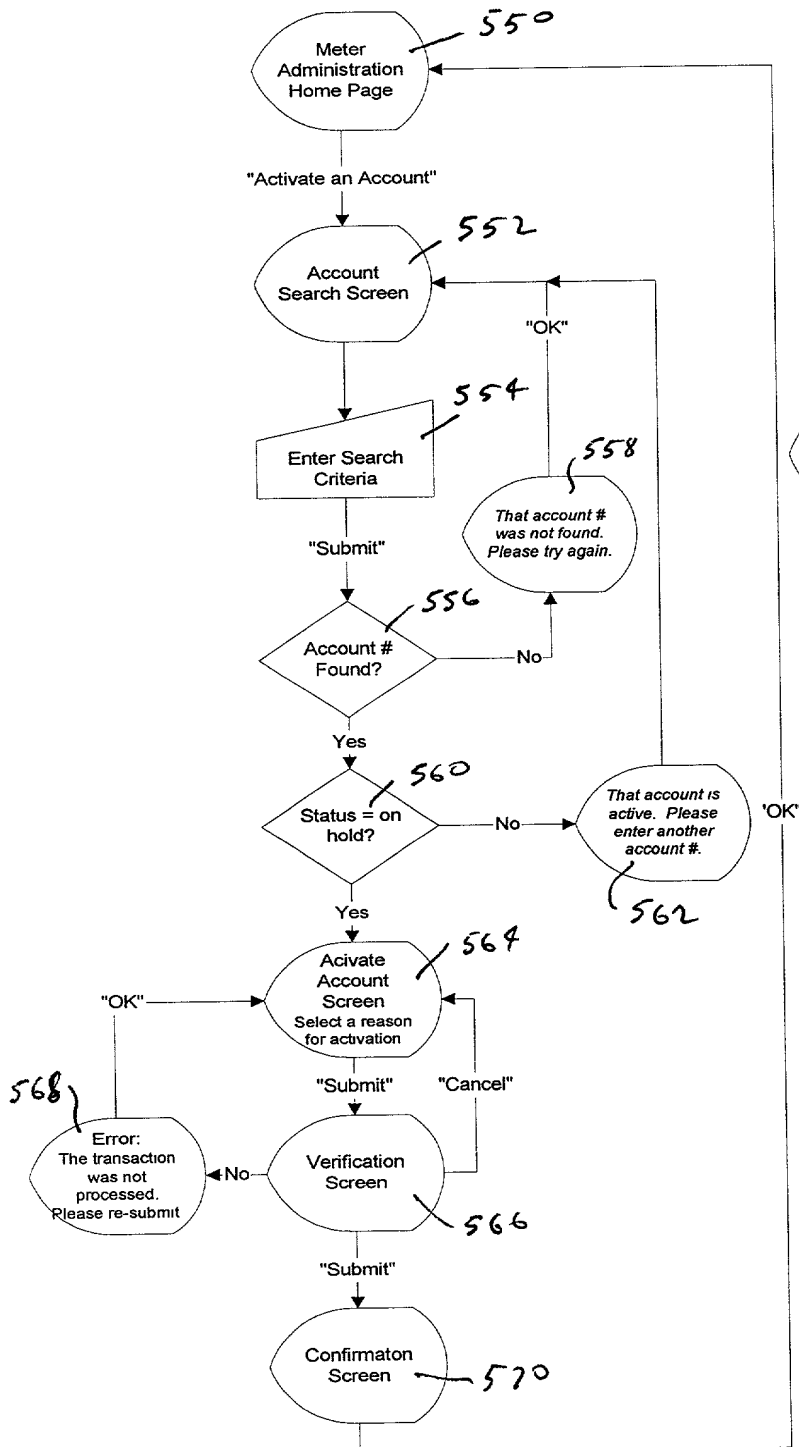 550
Meter
Administration
Home Page
"Activate an Account"
552
Account
Search Screen
"OK"
554
Enter Search
Criteria
558
That account #
was not found.
Please try again.
"Submit"
556
Account #
Found?
No
Yes
560
Status = on
hold?
No
That account is
active. Please
enter another
account #.
'OK"
562
Yes
564
Acivate
Account
Screen
Select a reason
for activation
"OK"
"Submit"
"Cancel"
568
Error:
The transaction
was not
processed.
Please re-submit
No
Verification
Screen
566
"Submit"
Confirmaton
Screen
570